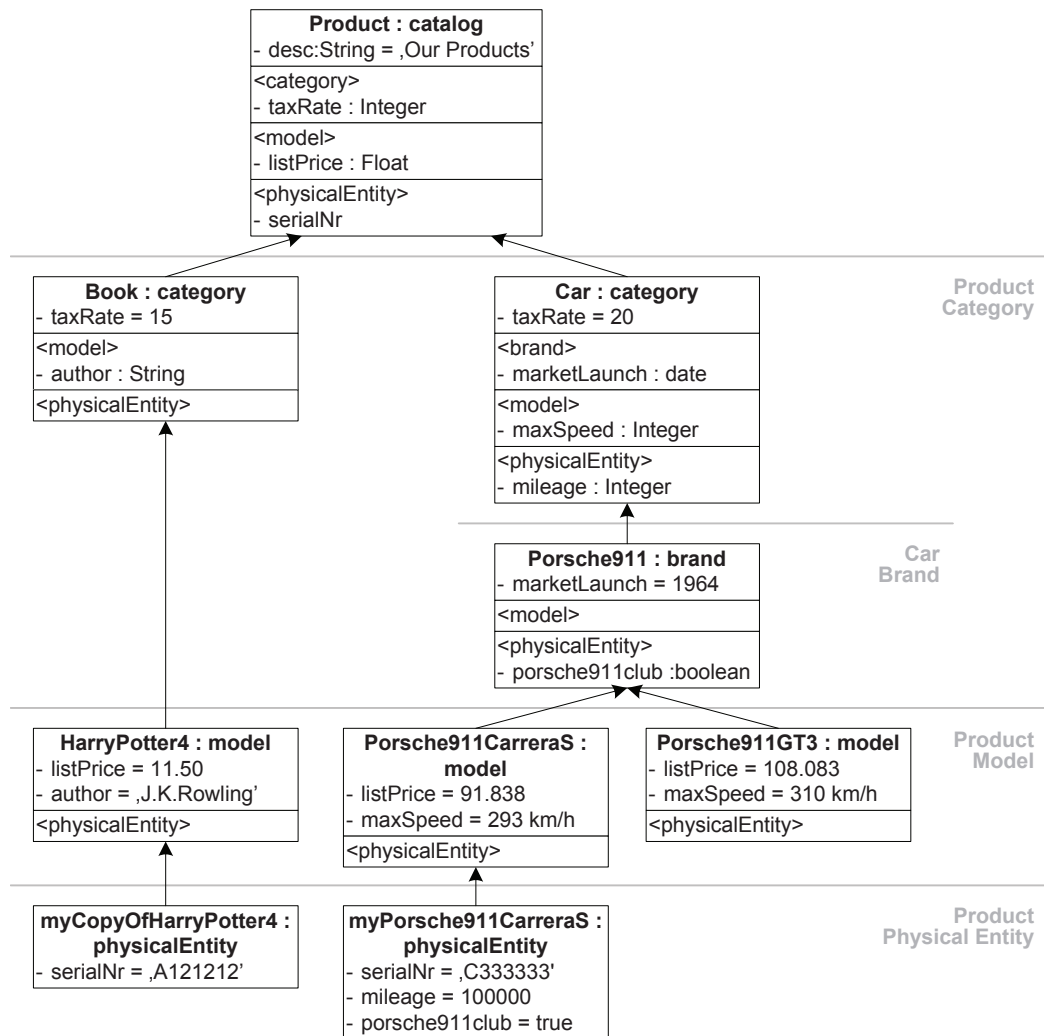 Product : catalog
- desc:String = ‚Our Products’
<category>
- taxRate : Integer
<model>
- listPrice : Float
<physicalEntity>
- serialNr
Product
Category
Book : category
- taxRate = 15
<model>
- author : String
<physicalEntity>
Car : category
- taxRate = 20
<brand>
- marketLaunch : date
<model>
- maxSpeed : Integer
<physicalEntity>
- mileage : Integer
Car
Brand
Porsche911 : brand
- marketLaunch = 1964
<model>
<physicalEntity>
- porsche911club :boolean
Product
Model
HarryPotter4 : model
- listPrice = 11.50
- author = ‚J.K.Rowling’
<physicalEntity>
Porsche911CarreraS :
model
- listPrice = 91.838
- maxSpeed = 293 km/h
<physicalEntity>
Porsche911GT3 : model
- listPrice = 108.083
- maxSpeed = 310 km/h
<physicalEntity>
Product
Physical Entity
myCopyOfHarryPotter4 :
physicalEntity
- serialNr = ‚A121212’
myPorsche911CarreraS :
physicalEntity
- serialNr = ‚C333333'
- mileage = 100000
- porsche911club = true